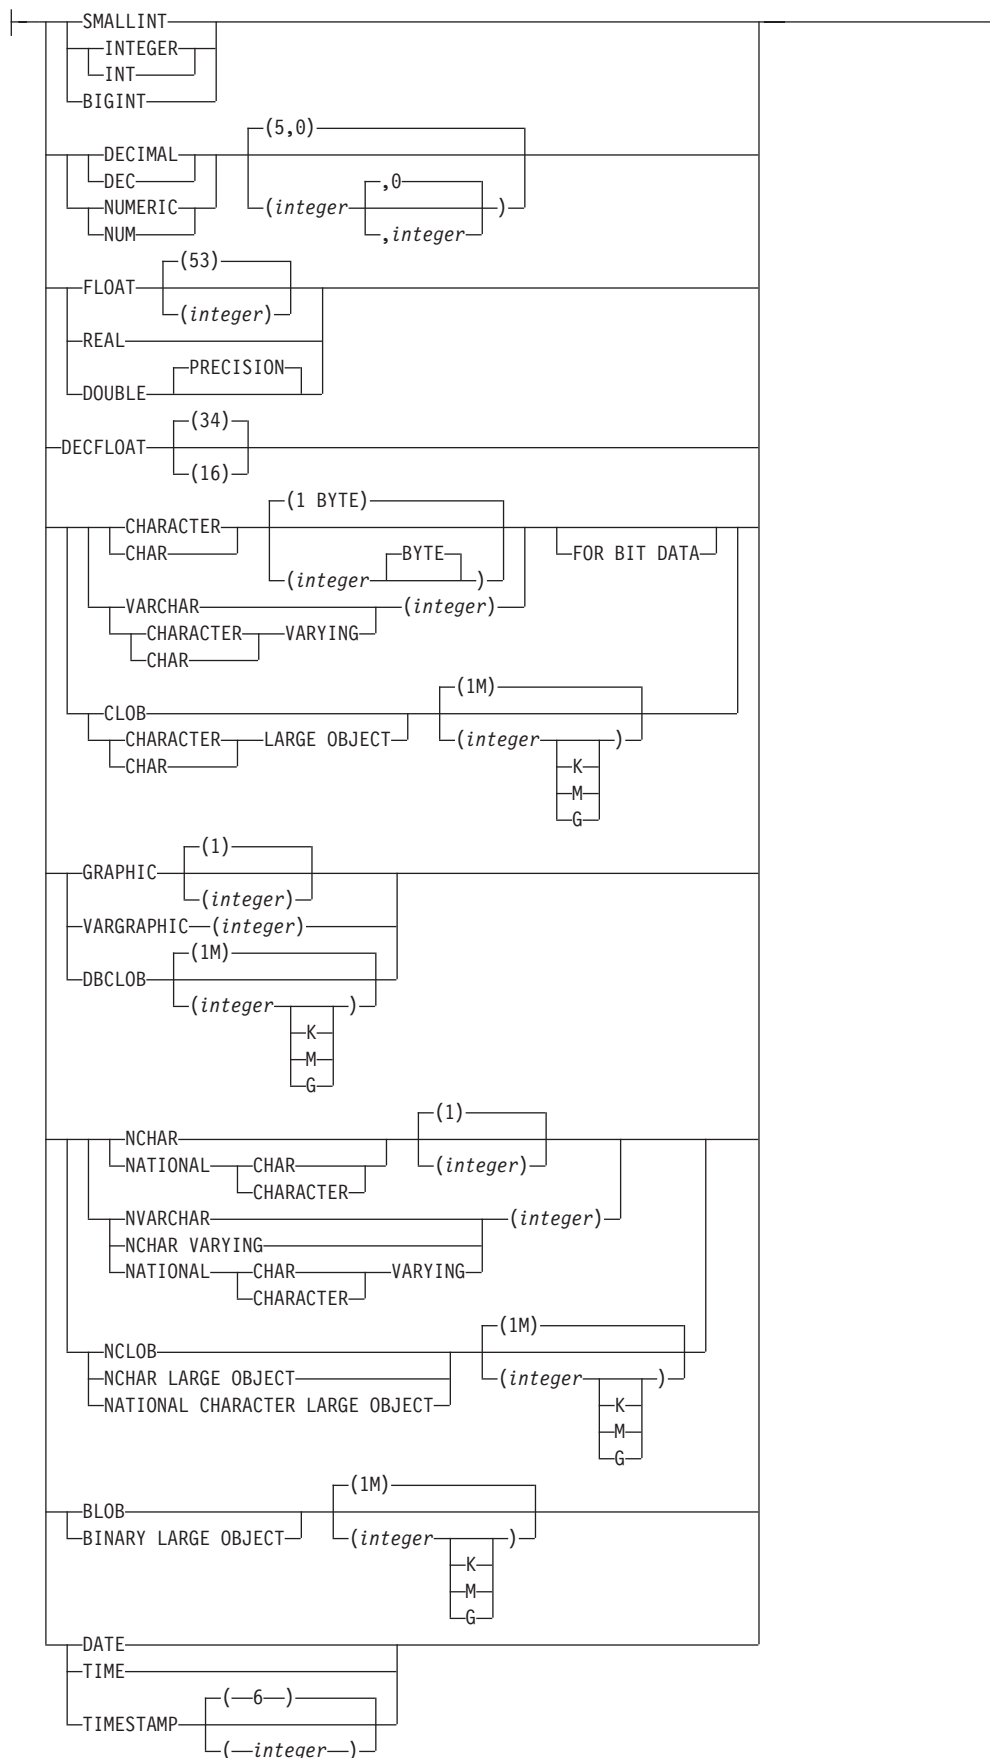 SMALLINT
INTEGER
INT
BIGINT
(5,0)
DECIMAL
DEC ,0
NUMERIC (integer )
NUM ,integer
(53)
FLOAT
(integer)
REAL
PRECISION
DOUBLE
(34)
DECFLOAT
(16)
(1 BYTE)
CHARACTER
CHAR BYTE FOR BIT DATA
(integer )
VARCHAR (integer)
CHARACTER VARYING
CHAR
(1M)
CLOB
CHARACTER LARGE OBJECT (integer )
CHAR K
M
G
(1)
GRAPHIC
(integer)
VARGRAPHIC (integer)
(1M)
DBCLOB
(integer )
K
M
G
(1)
NCHAR
NATIONAL CHAR (integer)
CHARACTER
NVARCHAR (integer)
NCHAR VARYING
NATIONAL CHAR VARYING
CHARACTER
(1M)
NCLOB
NCHAR LARGE OBJECT (integer )
NATIONAL CHARACTER LARGE OBJECT K
M
G
(1M)
BLOB
BINARY LARGE OBJECT (integer )
K
M
G
DATE
TIME
( 6 )
TIMESTAMP
( integer )